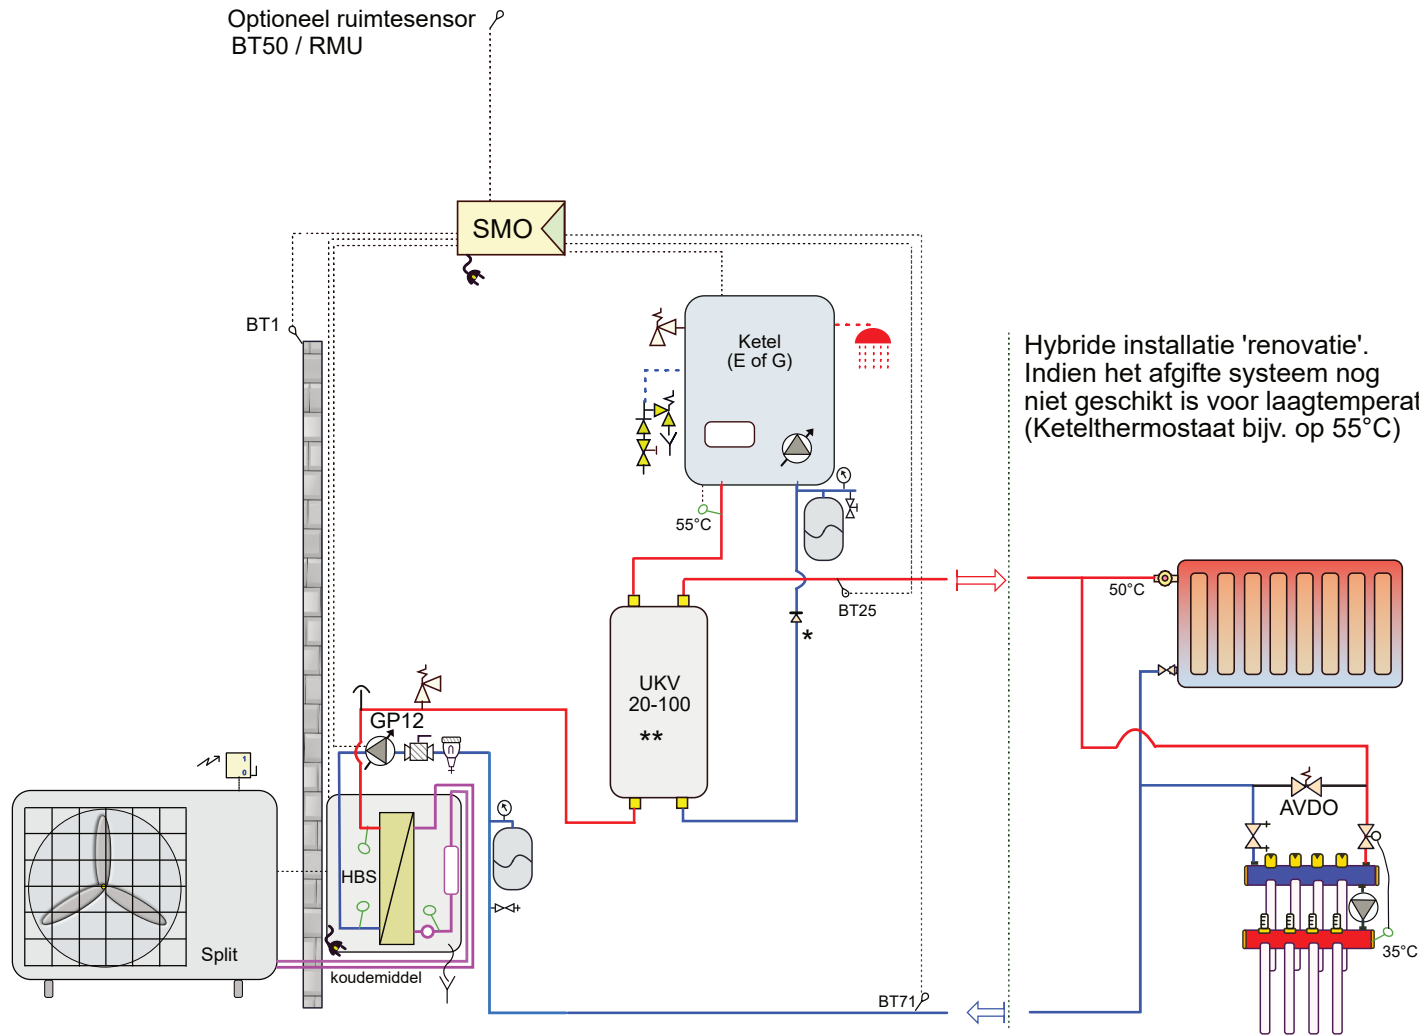 Optioneel ruimtesensor
BT50 / RMU
SMO
BT1
Ketel
(E of G)
Hybride installatie 'renovatie'.
Indien het afgifte systeem nog
niet geschikt is voor laagtemperat
(Ketelthermostaat bijv. op 55°C)
55°C
50°C
BT25
*
UKV
20-100
**
GP12
1
0
AVDO
HBS
Split
koudemiddel
35°C
BT71